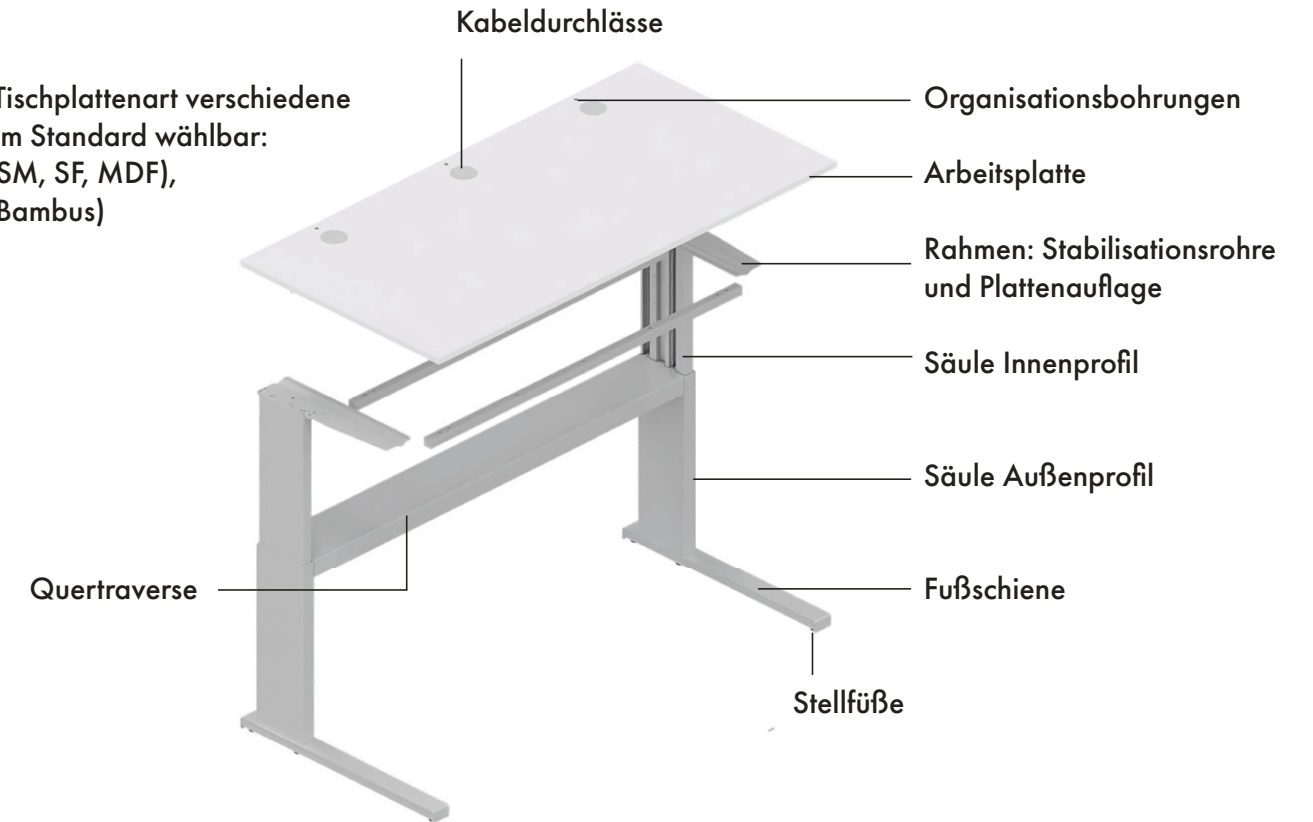 Kabeldurchlässe
Tischplattenart verschiedene
m Standard wählbar:
SM, SF, MDF),
Bambus)
Organisationsbohrungen
Arbeitsplatte
Rahmen: Stabilisationsrohre
und Plattenauflage
Säule Innenprofil
Säule Außenprofil
Quertraverse
Fußschiene
Stellfüße